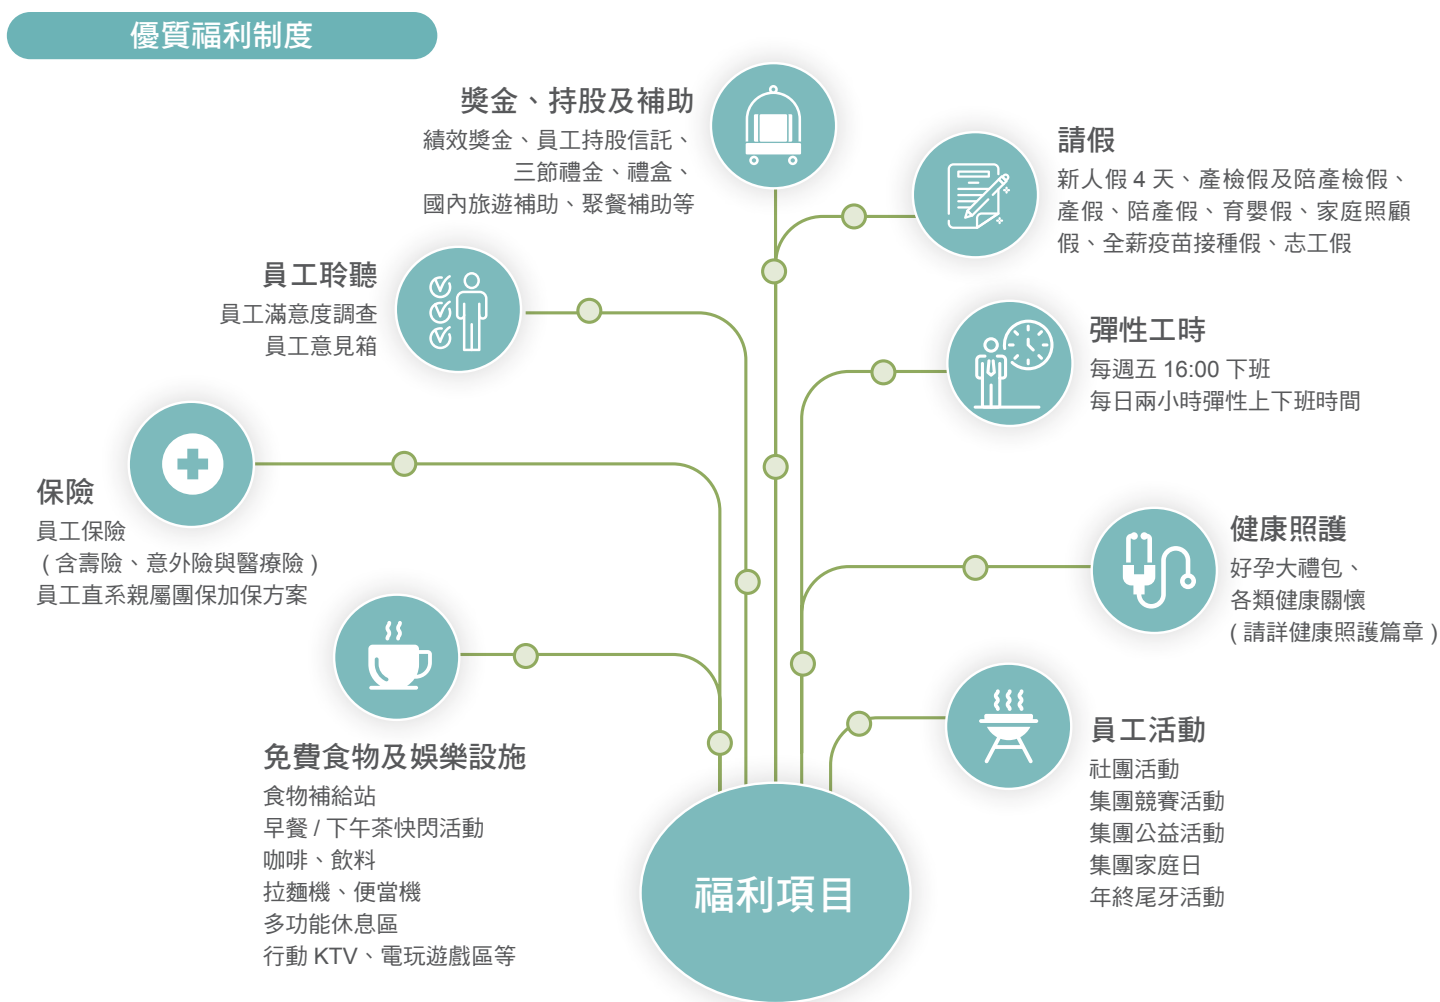 優質福利制度
獎金、持股及補助
績效獎金、員工持股信託、
三節禮金、禮盒、
國內旅遊補助、聚餐補助等
請假
新人假 4 天、產檢假及陪產檢假、
產假、陪產假、育嬰假、家庭照顧
假、全薪疫苗接種假、志工假
員工聆聽
員工滿意度調查
員工意見箱
彈性工時
每週五 16:00 下班
每日兩小時彈性上下班時間
保險
員工保險
( 含壽險、意外險與醫療險 )
員工直系親屬團保加保方案
健康照護
好孕大禮包、
各類健康關懷
( 請詳健康照護篇章 )
免費食物及娛樂設施
食物補給站
早餐 / 下午茶快閃活動
咖啡、飲料
拉麵機、便當機
多功能休息區
行動 KTV、電玩遊戲區等
員工活動
社團活動
集團競賽活動
集團公益活動
集團家庭日
年終尾牙活動
福利項目